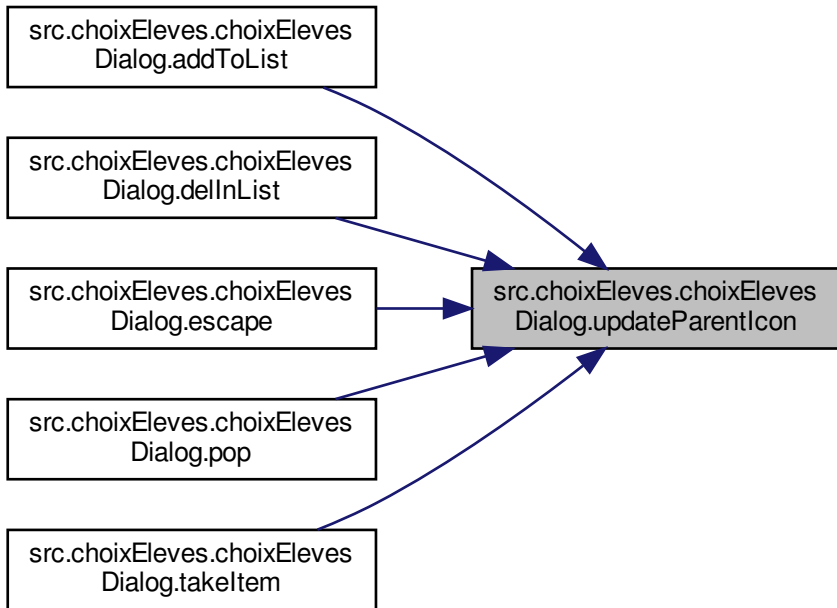 src.choixEleves.choixEleves
Dialog.addToList
src.choixEleves.choixEleves
Dialog.delInList
src.choixEleves.choixEleves
Dialog.escape
src.choixEleves.choixEleves
Dialog.updateParentIcon
src.choixEleves.choixEleves
Dialog.pop
src.choixEleves.choixEleves
Dialog.takeItem